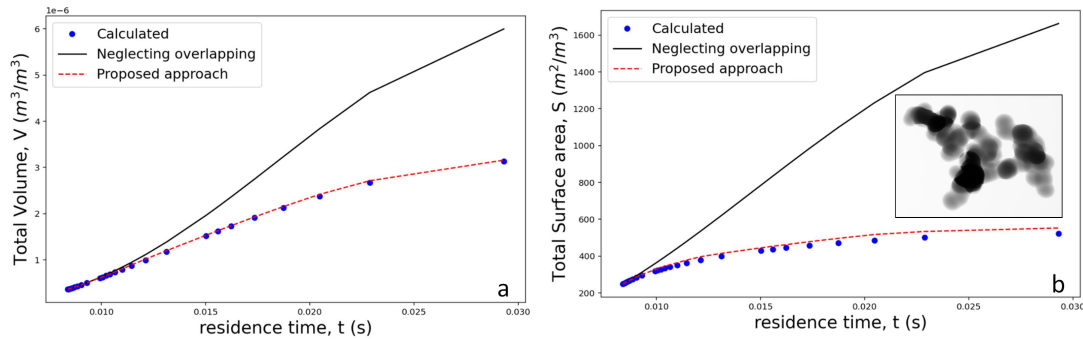 1e−6
Calculated
Neglecting overlapping
Proposed approach
Total Volume, V (m³/m³)
6
5
4
3
2
1
0.010 0.015 0.020 0.025 0.030
residence time, t (s)
a
Calculated
Neglecting overlapping
Proposed approach
Total Surface area, S (m²/m³)
1600
1400
1200
1000
800
600
400
200
0.010 0.015 0.020 0.025 0.030
residence time, t (s)
b